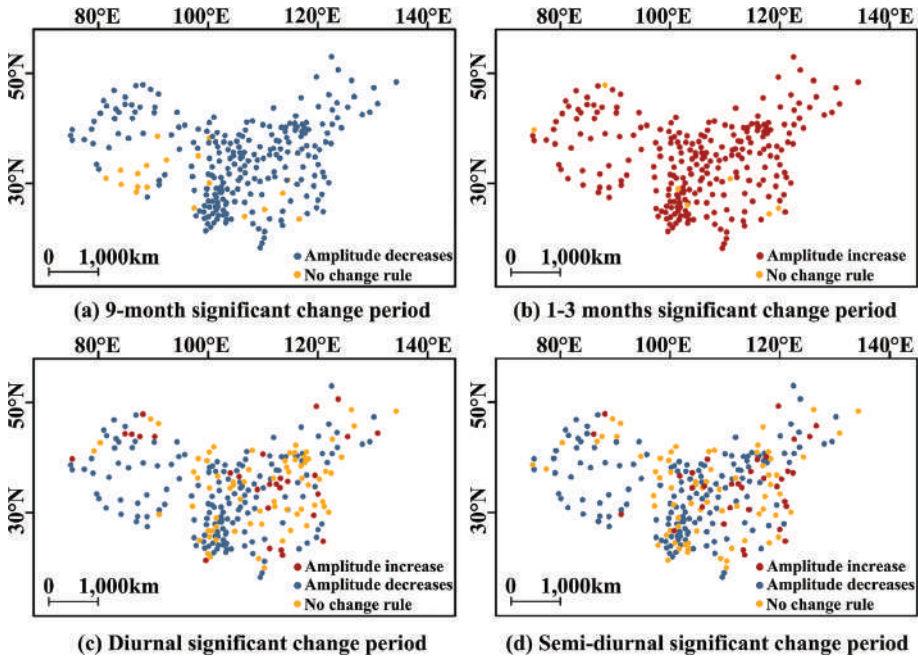 80°E 100°E 120°E 140°E
80°E 100°E 120°E 140°E
50°N
30°N
50°N
30°N
0 1,000km
Amplitude decreases
No change rule
0 1,000km
Amplitude increase
No change rule
(a) 9-month significant change period
(b) 1-3 months significant change period
80°E 100°E 120°E 140°E
80°E 100°E 120°E 140°E
50°N
30°N
50°N
30°N
0 1,000km
Amplitude increase
Amplitude decreases
No change rule
0 1,000km
Amplitude increase
Amplitude decreases
No change rule
(c) Diurnal significant change period
(d) Semi-diurnal significant change period